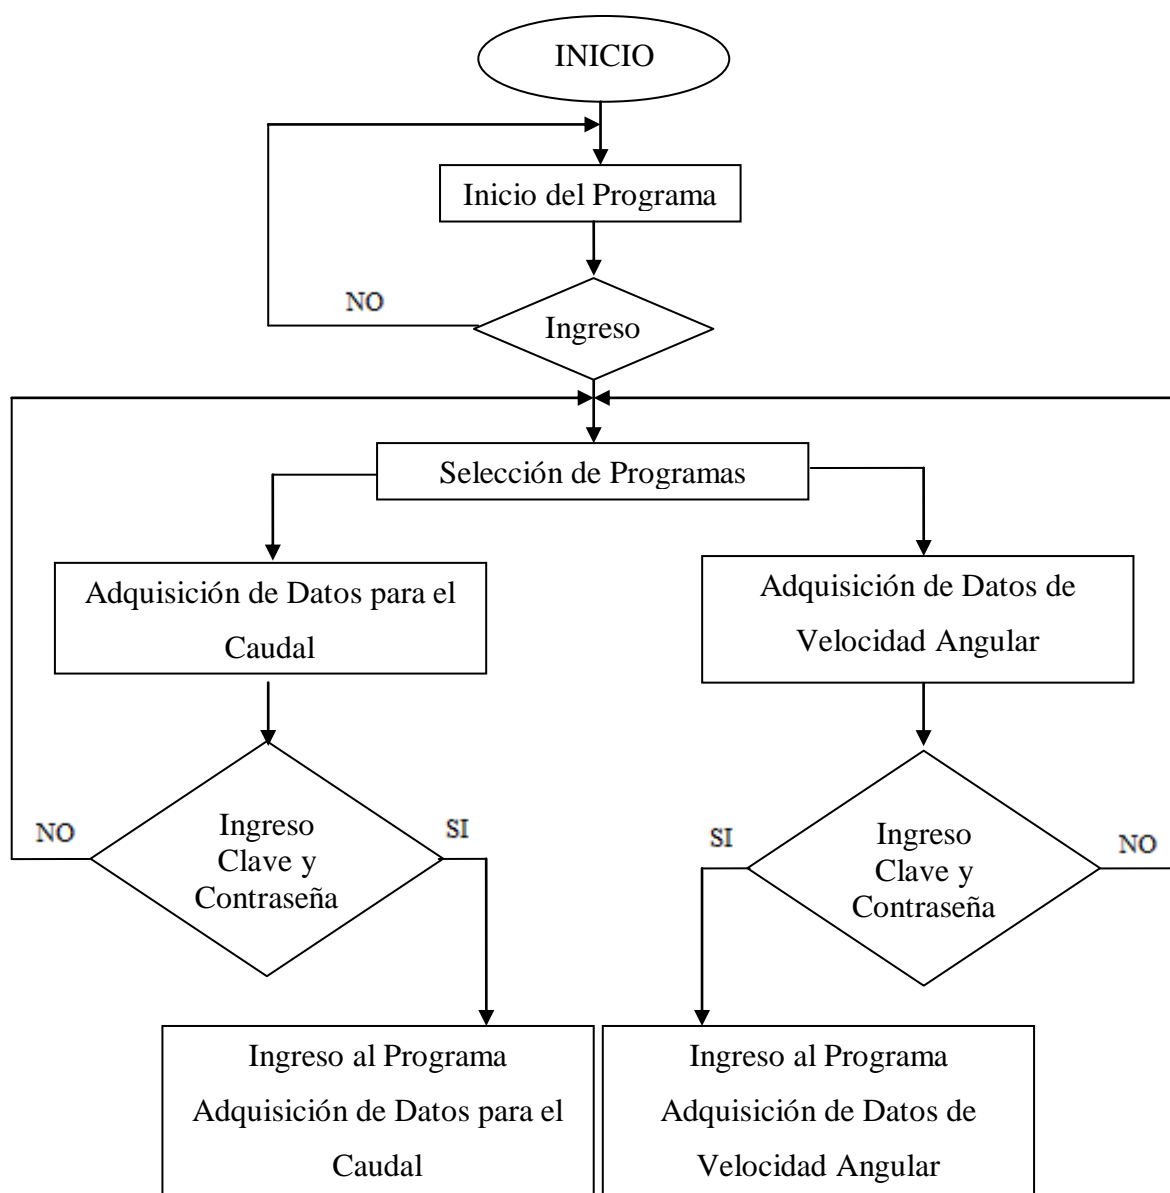 INICIO
Inicio del Programa
NO
Ingreso
Selección de Programas
Adquisición de Datos para el
Caudal
Adquisición de Datos de
Velocidad Angular
NO
Ingreso
Clave y
Contraseña
SI
SI
Ingreso
Clave y
Contraseña
NO
Ingreso al Programa
Adquisición de Datos para el
Caudal
Ingreso al Programa
Adquisición de Datos de
Velocidad Angular